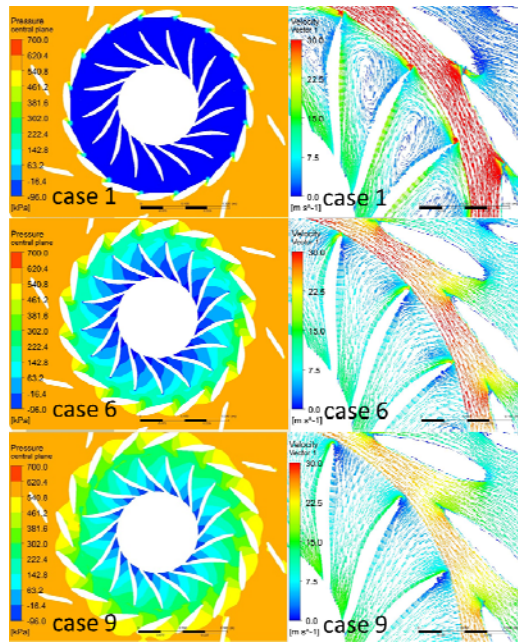 Pressure
central plane
700.0
620.4
540.8
461.2
381.6
302.0
222.4
142.8
63.2
-16.4
-96.0
[kPa]
case 1
Velocity
Vector 1
30.0
22.5
15.0
7.5
0.0
[m s^-1]
case 1
Pressure
central plane
700.0
620.4
540.8
461.2
381.6
302.0
222.4
142.8
63.2
-16.4
-96.0
[kPa]
case 6
Velocity
Vector 1
30.0
22.5
15.0
7.5
0.0
[m s^-1]
case 6
Pressure
central plane
700.0
620.4
540.8
461.2
381.6
302.0
222.4
142.8
63.2
-16.4
-96.0
[kPa]
case 9
Velocity
Vector 1
30.0
22.5
15.0
7.5
0.0
[m s^-1]
case 9